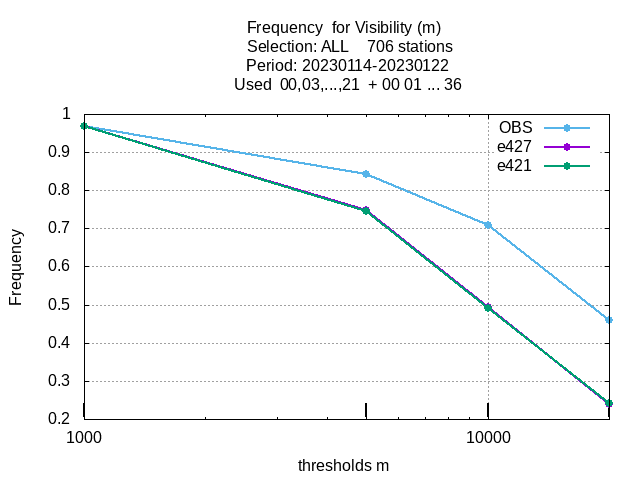 Frequency  for Visibility (m)
Selection: ALL    706 stations
Period: 20230114-20230122
Used  00,03,...,21  + 00 01 ... 36
OBS
e427
e421
1
0.9
0.8
0.7
0.6
0.5
0.4
0.3
0.2
Frequency
1000
10000
thresholds m